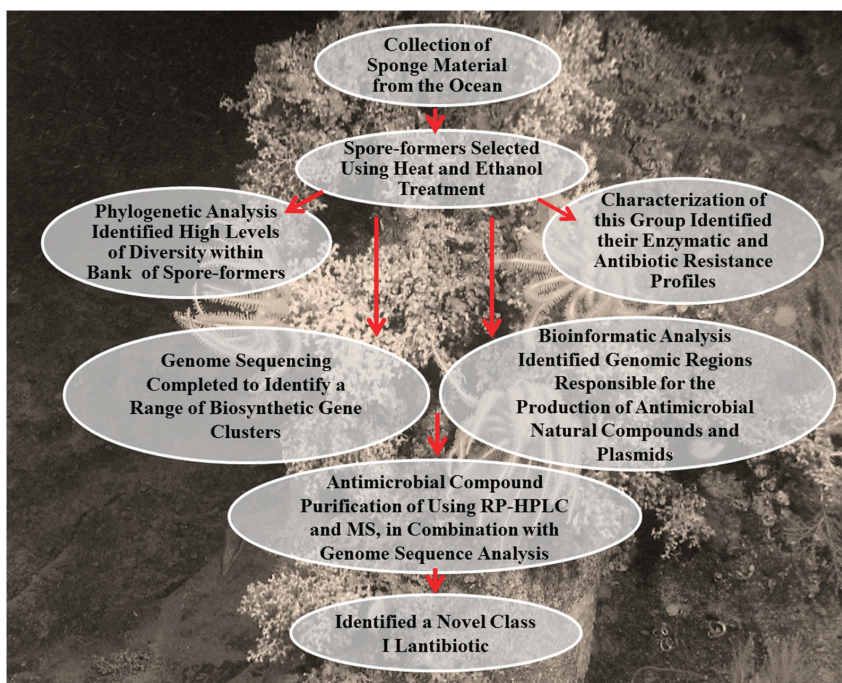 Collection of
Sponge Material
from the Ocean
Spore-formers Selected
Using Heat and Ethanol
Treatment
Phylogenetic Analysis
Identified High Levels
of Diversity within
Bank of Spore-formers
Characterization of
this Group Identified
their Enzymatic and
Antibiotic Resistance
Profiles
Genome Sequencing
Completed to Identify a
Range of Biosynthetic Gene
Clusters
Bioinformatic Analysis
Identified Genomic Regions
Responsible for the
Production of Antimicrobial
Natural Compounds and
Plasmids
Antimicrobial Compound
Purification of Using RP-HPLC
and MS, in Combination with
Genome Sequence Analysis
Identified a Novel Class
I Lantibiotic